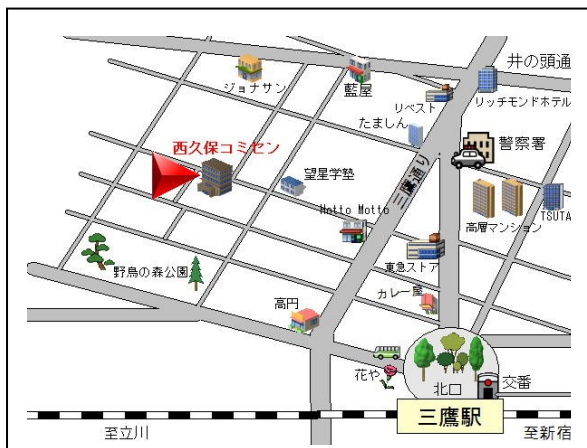 井の頭通
ジョナサン
藍屋
リベスト
リッチモンドホテル
たましん
西久保コミセン
警察署
望星学塾
三鷹通り
Hotto Motto
高層マンション
TSUTA
東急ストア
野鳥の森公園
カレー屋
高円
花や
北口
交番
三鷹駅
至立川
至新宿